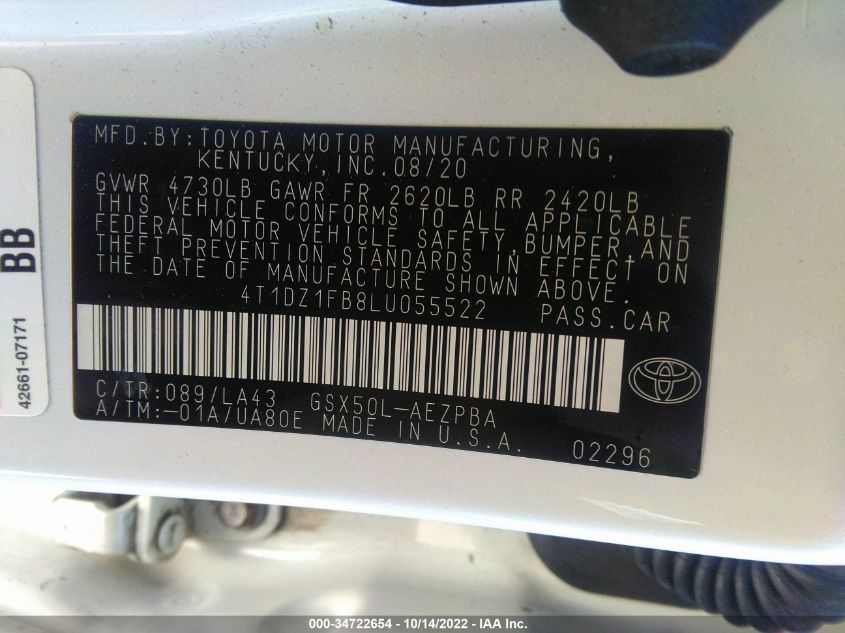 MFD.BY:TOYOTA MOTOR MANUFACTURING,
KENTUCKY,INC.08/20
GVWR 4730LB GAWR FR 2620LB RR 2420LB
THIS VEHICLE CONFORMS TO ALL APPLICABLE
FEDERAL MOTOR VEHICLE SAFETY,BUMPER,AND
THEFT PREVENTION STANDARDS IN EFFECT ON
THE DATE OF MANUFACTURE SHOWN ABOVE.
4T1DZ1FB8LU055522 PASS.CAR
C/TR:089/LA43 GSX50L-AEZPBA
A/TM:-01A/UA80E MADE IN U.S.A. 02296
BB
42661-07171
000-34722654 - 10/14/2022 - IAA Inc.